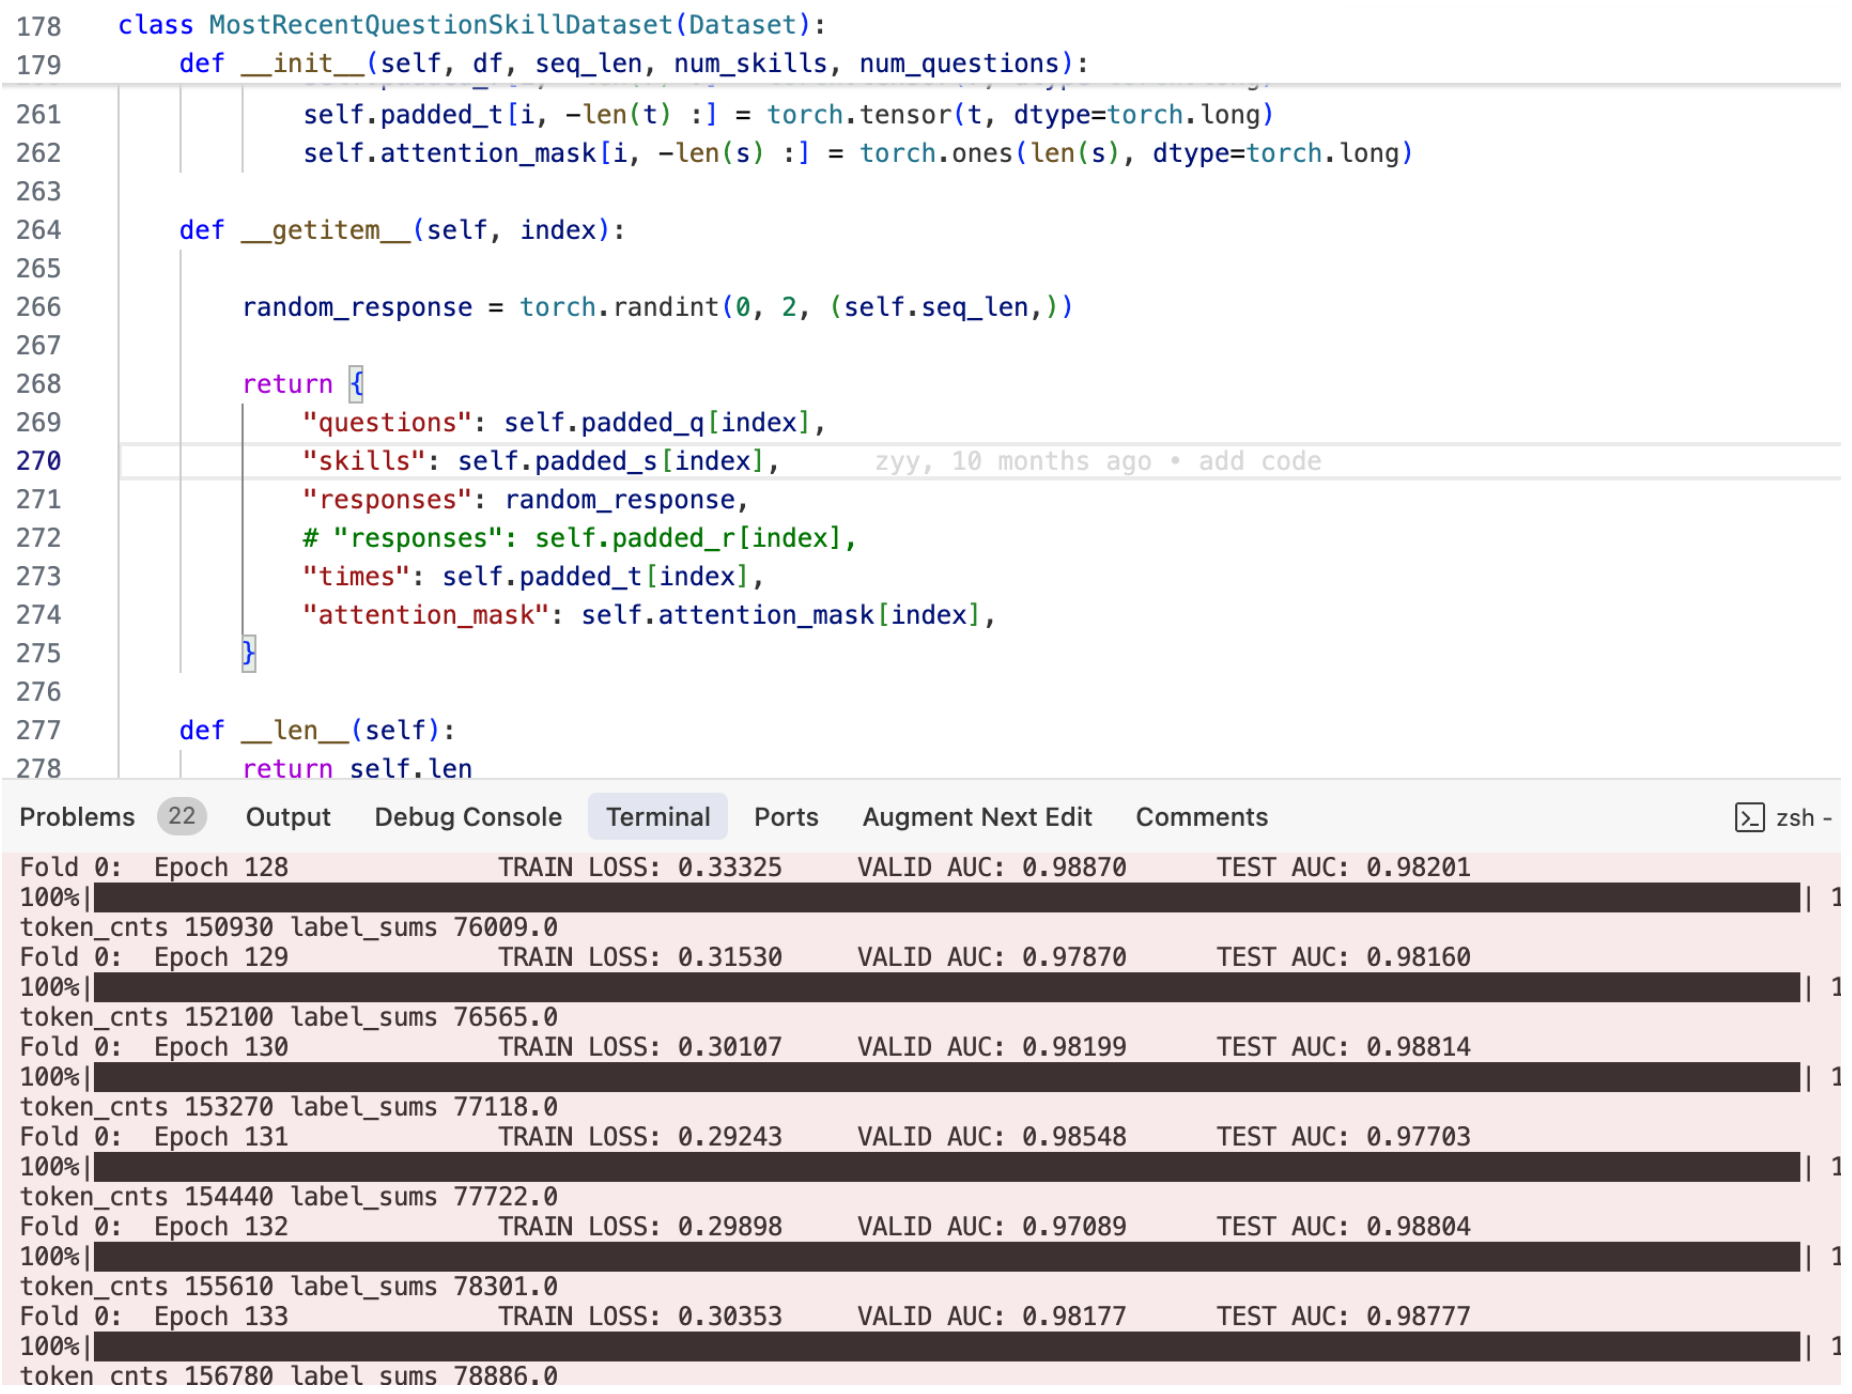 178 class MostRecentQuestionSkillDataset(Dataset):
179 def __init__(self, df, seq_len, num_skills, num_questions):
261 self.padded_t[i, -len(t) :] = torch.tensor(t, dtype=torch.long)
262 self.attention_mask[i, -len(s) :] = torch.ones(len(s), dtype=torch.long)
263
264 def __getitem__(self, index):
265
266 random_response = torch.randint(0, 2, (self.seq_len,))
267
268 return {
269 "questions": self.padded_q[index],
270 "skills": self.padded_s[index], zyy, 10 months ago • add code
271 "responses": random_response,
272 # "responses": self.padded_r[index],
273 "times": self.padded_t[index],
274 "attention_mask": self.attention_mask[index],
275 }
276
277 def __len__(self):
278 return self.len
Problems 22 Output Debug Console Terminal Ports Augment Next Edit Comments zsh -
Fold 0: Epoch 128 TRAIN LOSS: 0.33325 VALID AUC: 0.98870 TEST AUC: 0.98201
100%| | 1
token_cnts 150930 label_sums 76009.0
Fold 0: Epoch 129 TRAIN LOSS: 0.31530 VALID AUC: 0.97870 TEST AUC: 0.98160
100%| | 1
token_cnts 152100 label_sums 76565.0
Fold 0: Epoch 130 TRAIN LOSS: 0.30107 VALID AUC: 0.98199 TEST AUC: 0.98814
100%| | 1
token_cnts 153270 label_sums 77118.0
Fold 0: Epoch 131 TRAIN LOSS: 0.29243 VALID AUC: 0.98548 TEST AUC: 0.97703
100%| | 1
token_cnts 154440 label_sums 77722.0
Fold 0: Epoch 132 TRAIN LOSS: 0.29898 VALID AUC: 0.97089 TEST AUC: 0.98804
100%| | 1
token_cnts 155610 label_sums 78301.0
Fold 0: Epoch 133 TRAIN LOSS: 0.30353 VALID AUC: 0.98177 TEST AUC: 0.98777
100%| | 1
token_cnts 156780 label_sums 78886.0